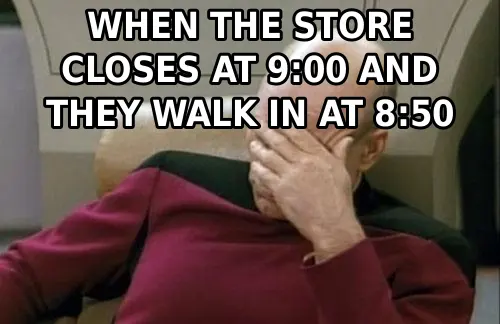 WHEN THE STORE
CLOSES AT 9:00 AND
THEY WALK IN AT 8:50